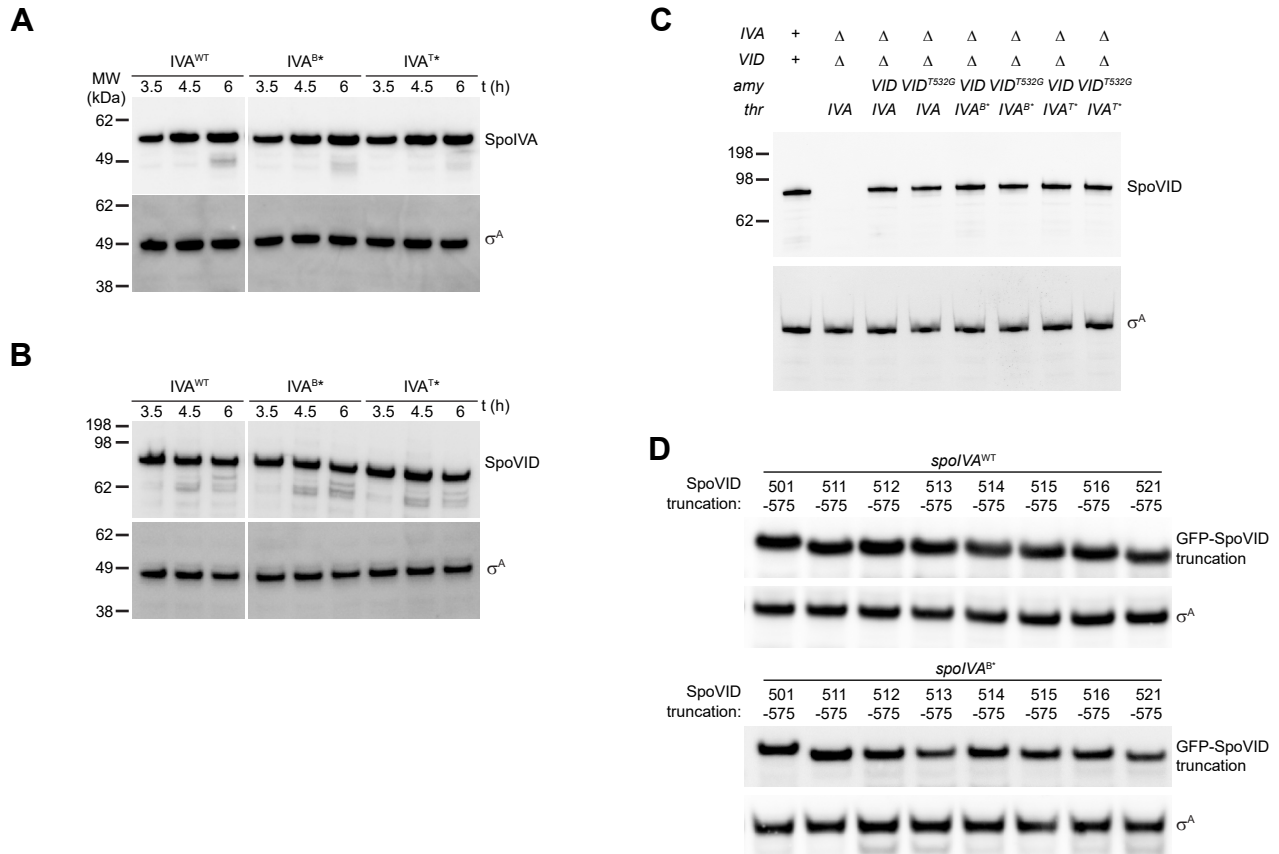 A
IVA^WT IVA^B* IVA^T*
MW (kDa) 3.5 4.5 6 3.5 4.5 6 3.5 4.5 6 t (h)
62
SpoIVA
49
62
49 σ^A
38
B
IVA^WT IVA^B* IVA^T*
3.5 4.5 6 3.5 4.5 6 3.5 4.5 6 t (h)
198
98
SpoVID
62
62
49 σ^A
38
C
IVA + Δ Δ Δ Δ Δ Δ Δ
VID + Δ Δ Δ Δ Δ Δ Δ
amy VID VID^T532G VID VID^T532G VID VID^T532G
thr IVA IVA IVA IVA^B* IVA^B* IVA^T* IVA^T*
198
98
SpoVID
62
σ^A
D
spoIVA^WT
SpoVID 501 511 512 513 514 515 516 521
truncation: -575 -575 -575 -575 -575 -575 -575 -575
GFP-SpoVID
truncation
σ^A
spoIVA^B*
SpoVID 501 511 512 513 514 515 516 521
truncation: -575 -575 -575 -575 -575 -575 -575 -575
GFP-SpoVID
truncation
σ^A